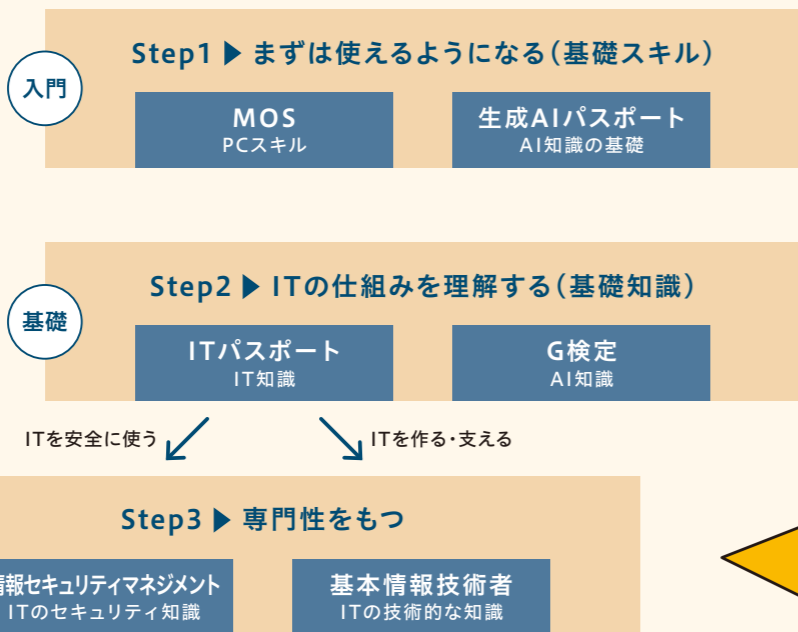 Step1 ▶ まずは使えるようになる(基礎スキル)
入門
MOS
PCスキル
生成AIパスポート
AI知識の基礎
Step2 ▶ ITの仕組みを理解する(基礎知識)
基礎
ITパスポート
IT知識
G検定
AI知識
ITを安全に使う
ITを作る・支える
Step3 ▶ 専門性をもつ
情報セキュリティマネジメント
ITのセキュリティ知識
基本情報技術者
ITの技術的な知識